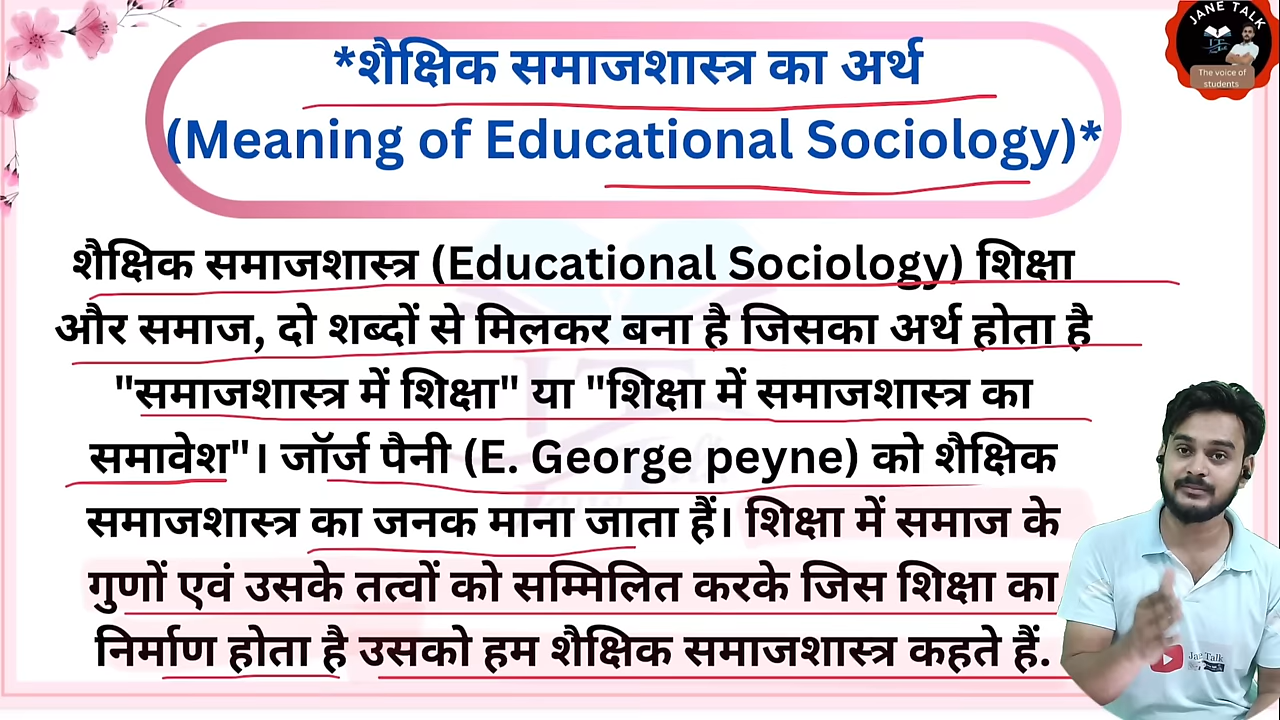 JANE TALK
The voice of
students
*शैक्षिक समाजशास्त्र का अर्थ
(Meaning of Educational Sociology)*
शैक्षिक समाजशास्त्र (Educational Sociology) शिक्षा
और समाज, दो शब्दों से मिलकर बना है जिसका अर्थ होता है
"समाजशास्त्र में शिक्षा" या "शिक्षा में समाजशास्त्र का
समावेश"। जॉर्ज पैनी (E. George peyne) को शैक्षिक
समाजशास्त्र का जनक माना जाता हैं। शिक्षा में समाज के
गुणों एवं उसके तत्वों को सम्मिलित करके जिस शिक्षा का
निर्माण होता है उसको हम शैक्षिक समाजशास्त्र कहते हैं.
Jane Talk